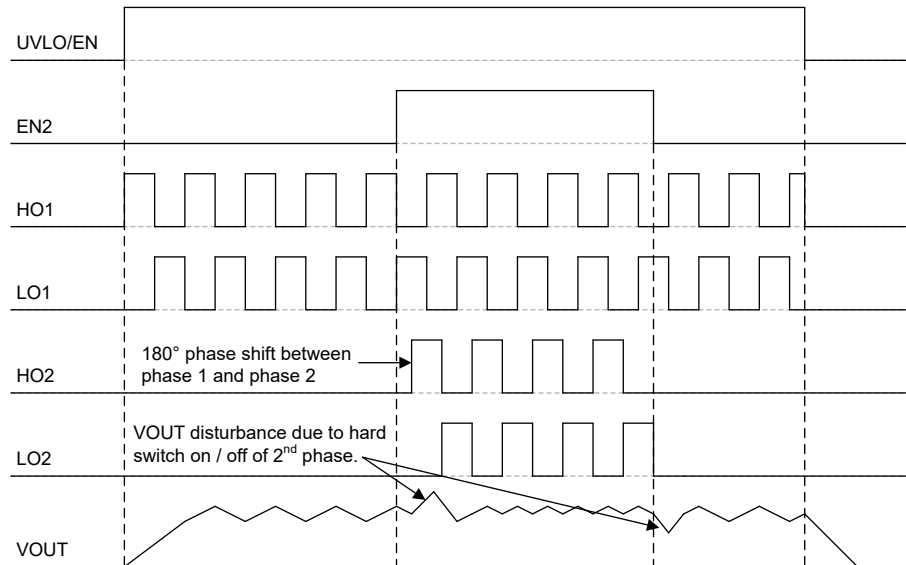 UVLO/EN
EN2
HO1
LO1
180° phase shift between
phase 1 and phase 2
HO2
VOUT disturbance due to hard
switch on / off of 2nd phase.
LO2
VOUT